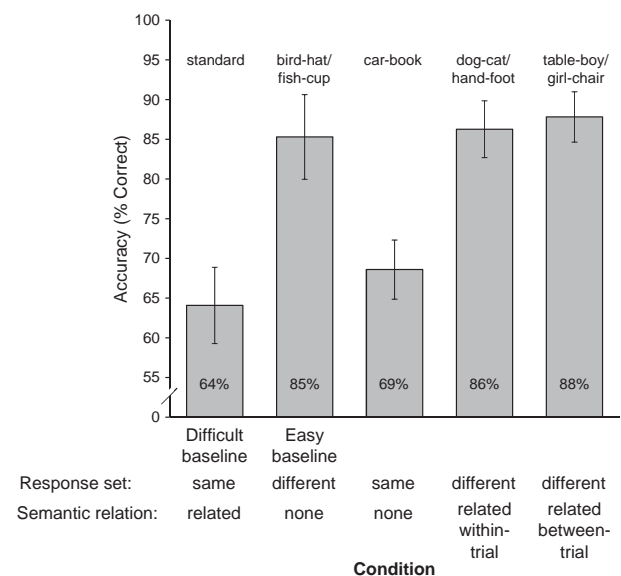 100
95
90
85
80
75
70
65
60
55
0
Accuracy (% Correct)
standard
bird-hat/
fish-cup
car-book
dog-cat/
hand-foot
table-boy/
girl-chair
64%
85%
69%
86%
88%
Difficult
baseline
Easy
baseline
Response set: same different same different different
Semantic relation: related none none
related
within-
trial
related
between-
trial
Condition